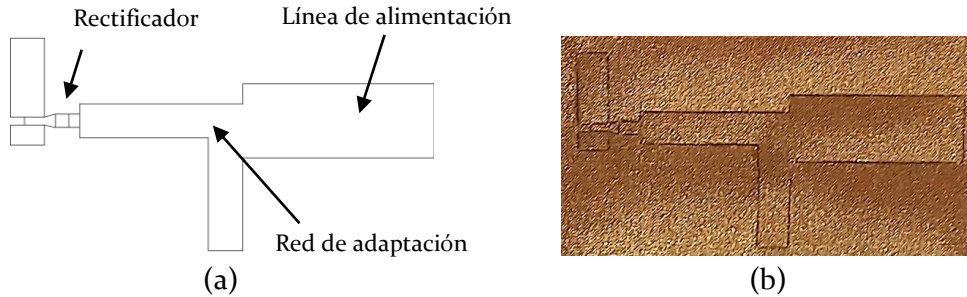 Rectificador
Línea de alimentación
Red de adaptación
(a)
(b)